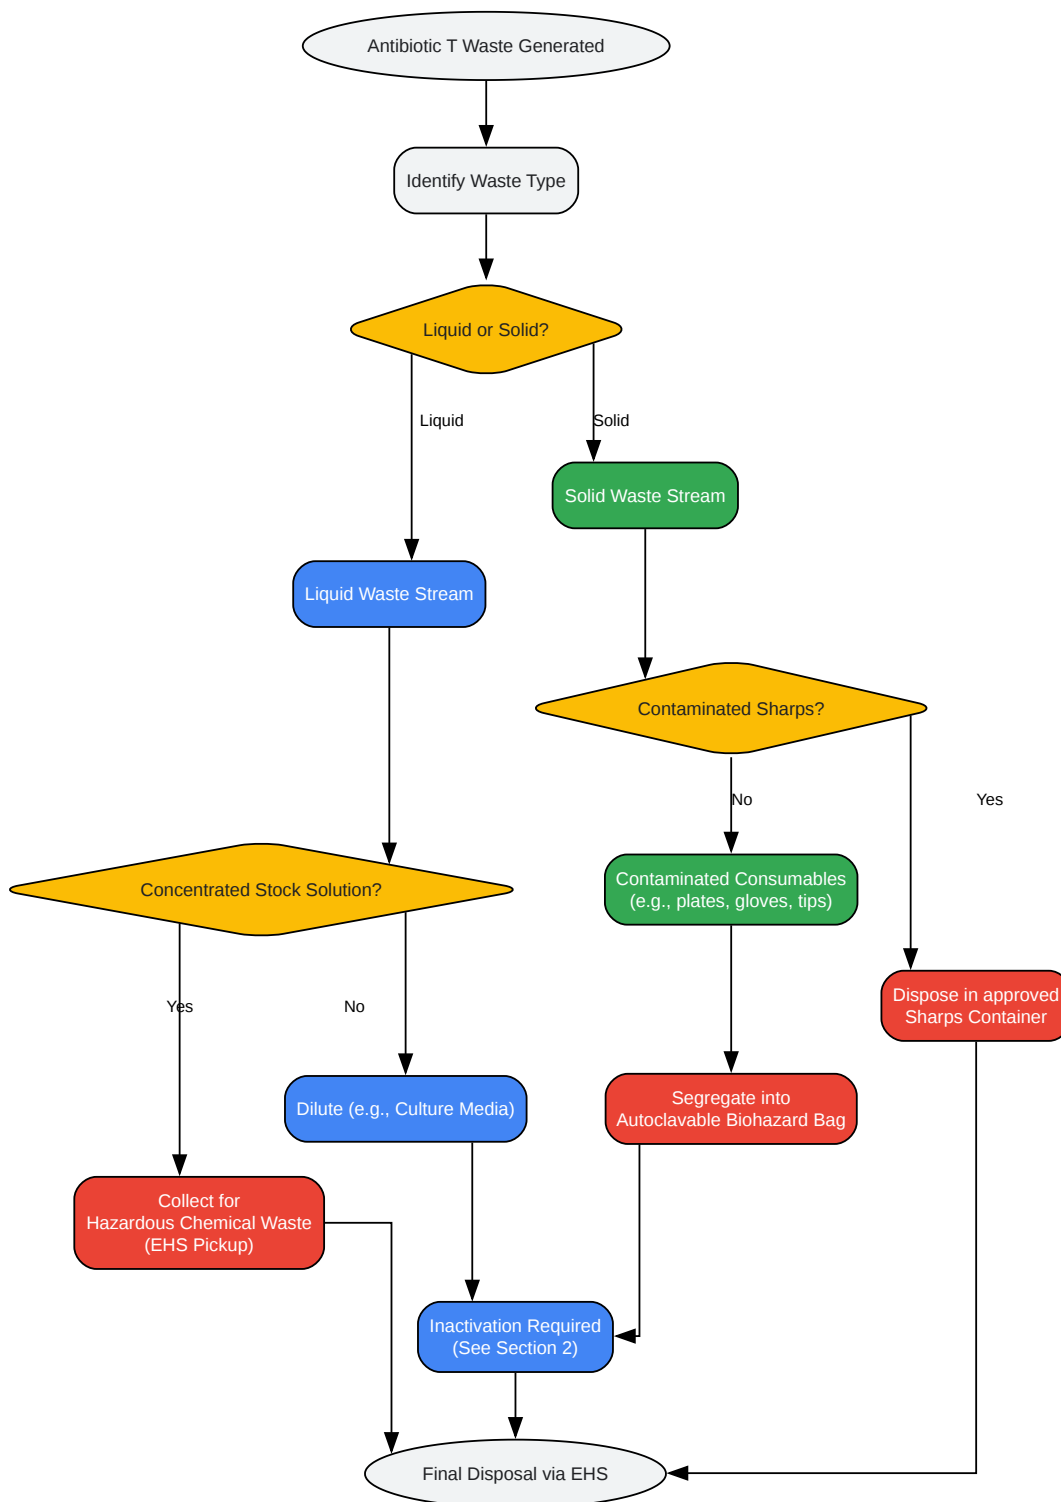 Antibiotic T Waste Generated
Identify Waste Type
Liquid or Solid?
Liquid
Solid
Solid Waste Stream
Liquid Waste Stream
Contaminated Sharps?
No
Yes
Contaminated Consumables
(e.g., plates, gloves, tips)
Concentrated Stock Solution?
Yes
No
Dispose in approved
Sharps Container
Dilute (e.g., Culture Media)
Segregate into
Autoclavable Biohazard Bag
Collect for
Hazardous Chemical Waste
(EHS Pickup)
Inactivation Required
(See Section 2)
Final Disposal via EHS